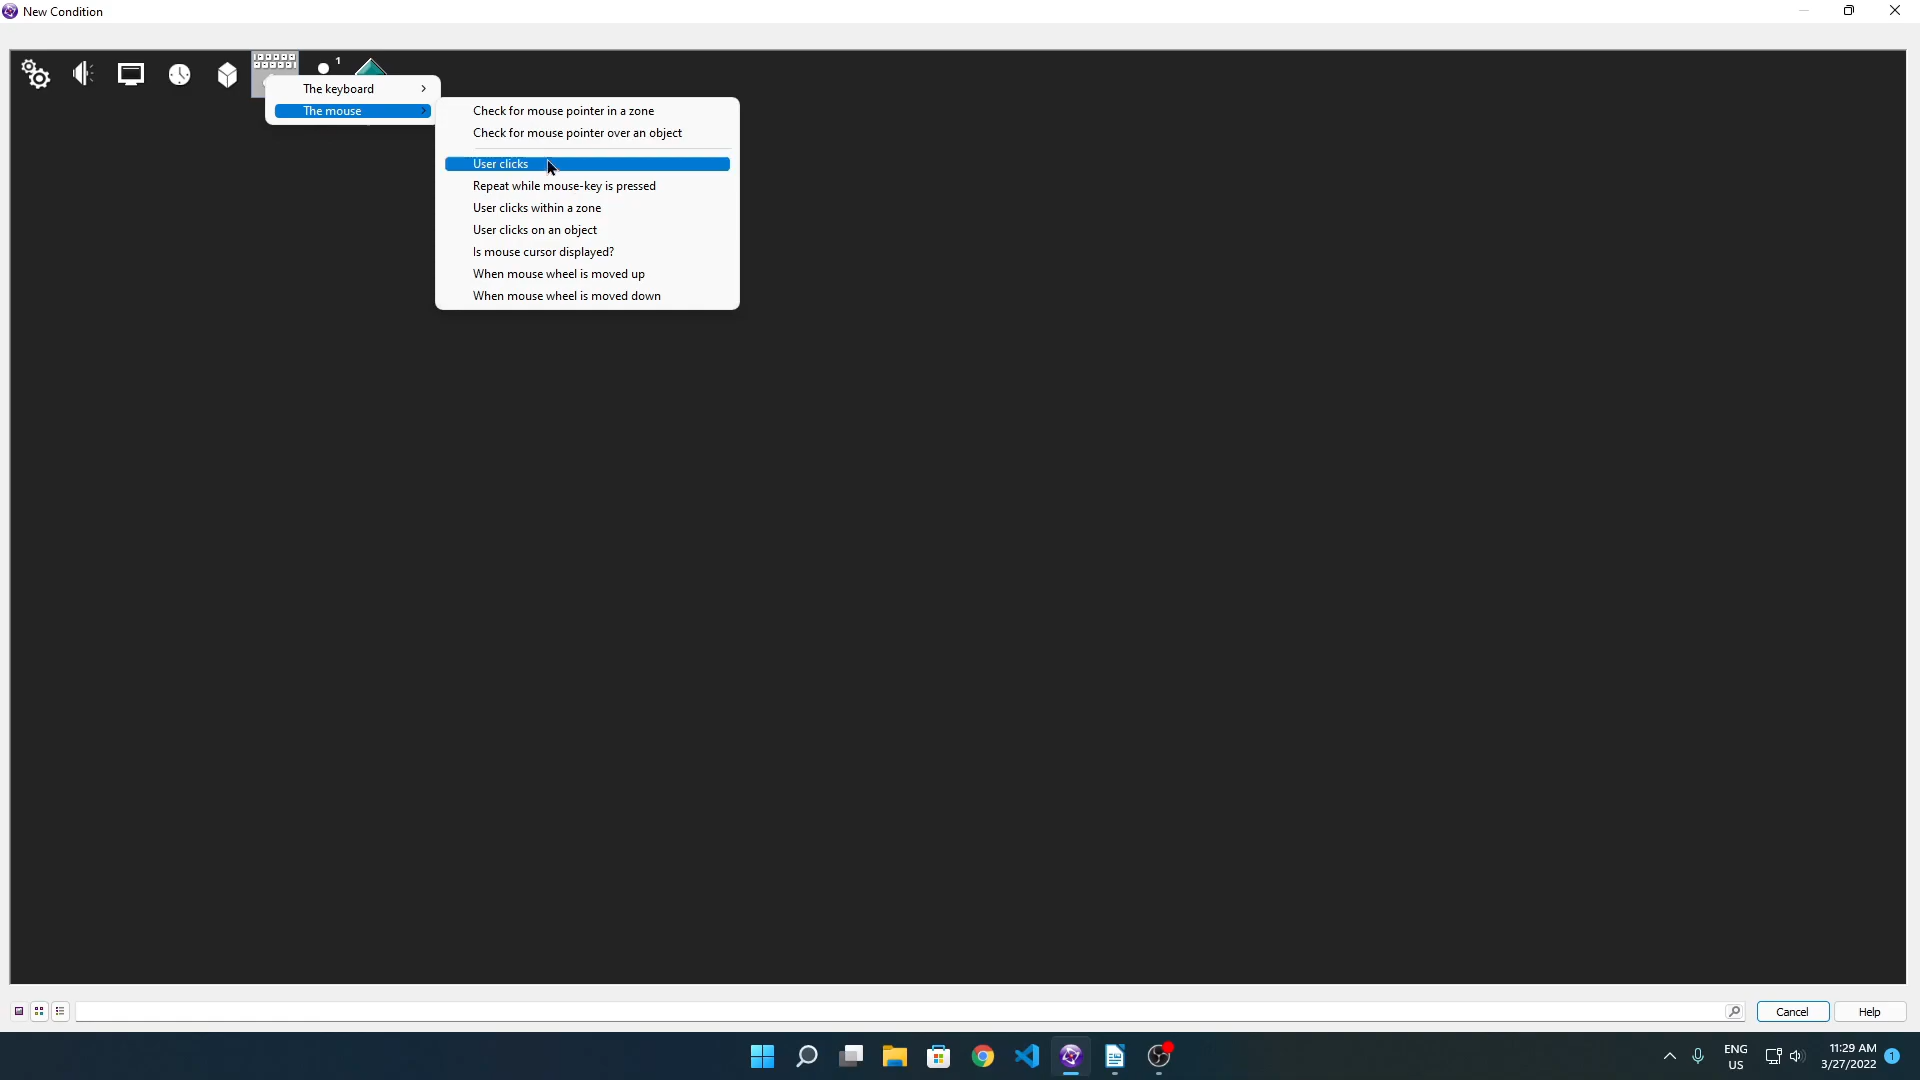 New Condition
1
The keyboard
The mouse
Check for mouse pointer in a zone
Check for mouse pointer over an object
User clicks
Repeat while mouse-key is pressed
User clicks within a zone
User clicks on an object
Is mouse cursor displayed?
When mouse wheel is moved up
When mouse wheel is moved down
Cancel
Help
ENG
US
11:29 AM
3/27/2022
1